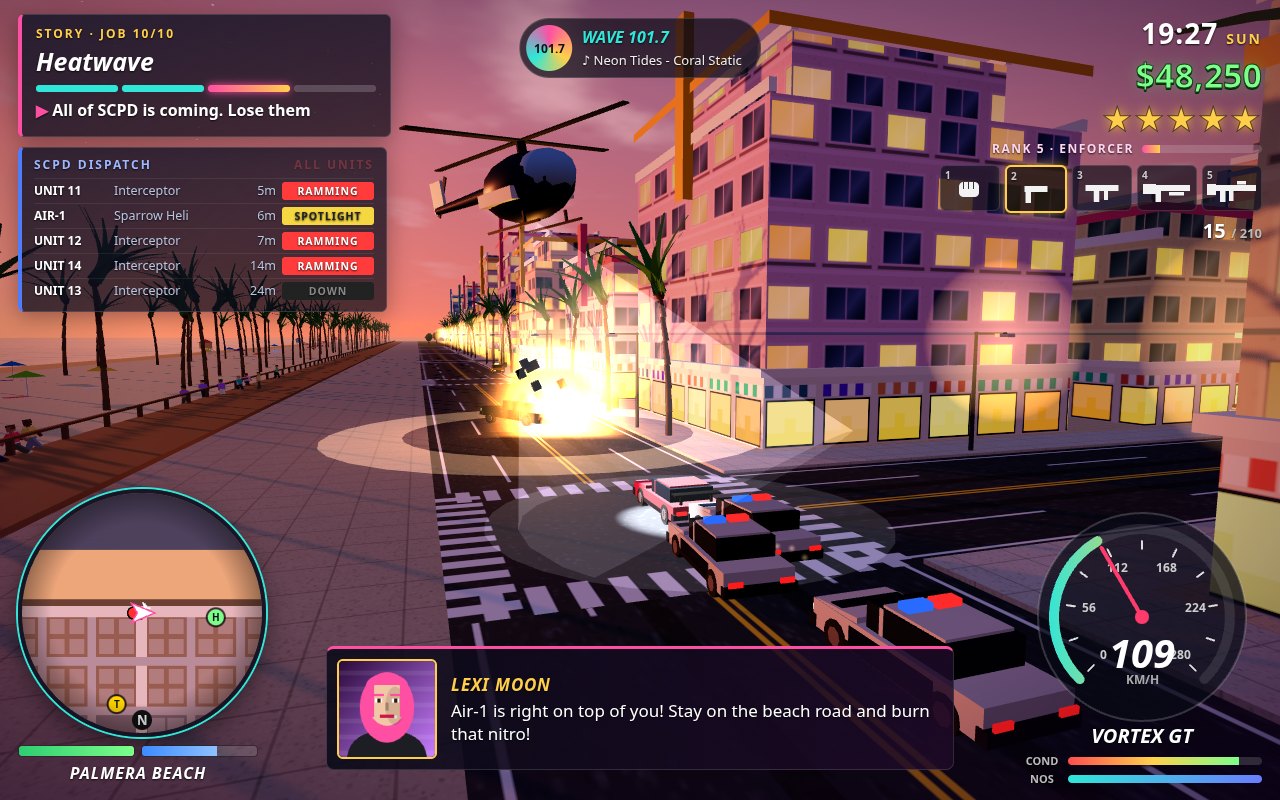 STORY · JOB 10/10
Heatwave
▶ All of SCPD is coming. Lose them
SCPD DISPATCH ALL UNITS
UNIT 11 Interceptor 5m RAMMING
AIR-1 Sparrow Heli 6m SPOTLIGHT
UNIT 12 Interceptor 7m RAMMING
UNIT 14 Interceptor 14m RAMMING
UNIT 13 Interceptor 24m DOWN
101.7
WAVE 101.7
♪ Neon Tides - Coral Static
19:27 SUN
$48,250
RANK 5 · ENFORCER
1 2 3 4 5
15 / 210
H
T
N
PALMERA BEACH
LEXI MOON
Air-1 is right on top of you! Stay on the beach road and burn
that nitro!
0 56 112 168 224 280
109
KM/H
VORTEX GT
COND
NOS